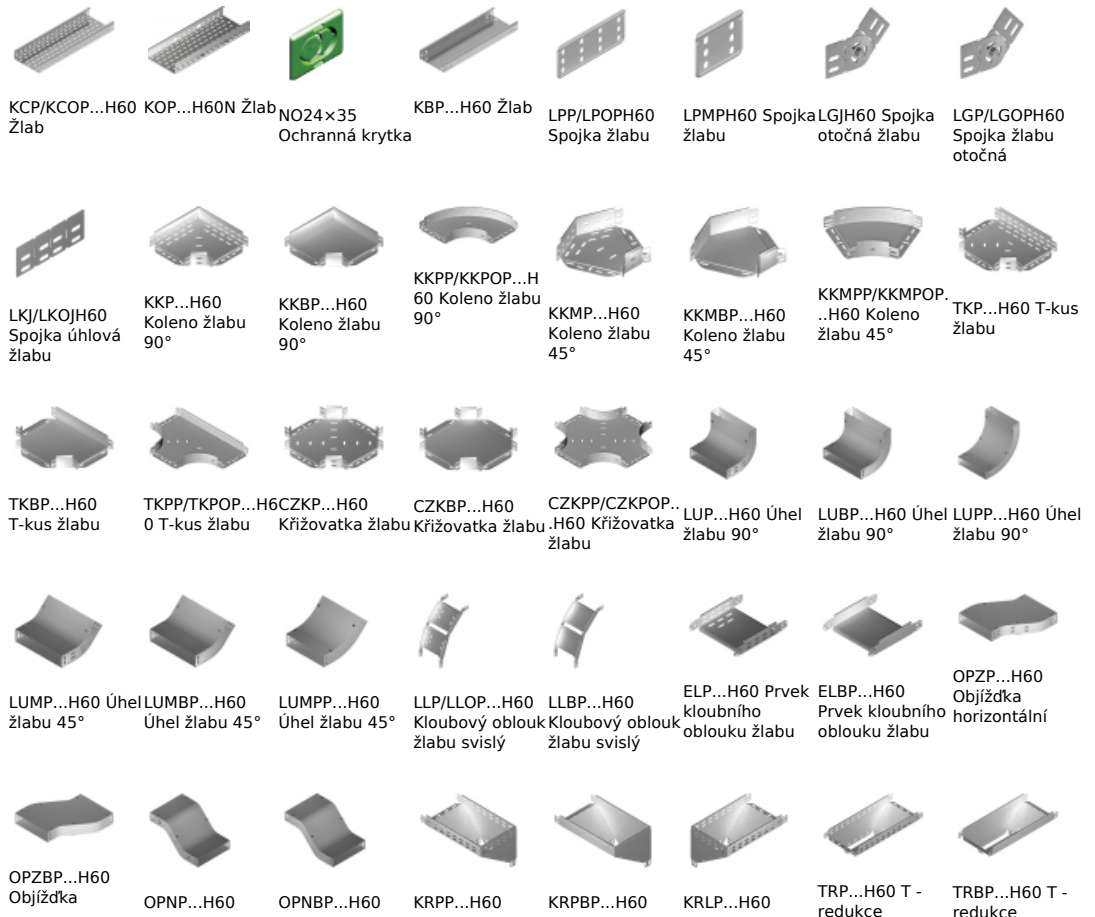 KCP/KCOP...H60
Žlab
KOP...H60N Žlab
NO24×35
Ochranná krytka
KBP...H60 Žlab
LPP/LPOPH60
Spojka žlabu
LPMPH60 Spojka
žlabu
LGJH60 Spojka
otočná žlabu
LGP/LGOPH60
Spojka žlabu
otočná
LKJ/LKOJH60
Spojka úhlová
žlabu
KKP...H60
Koleno žlabu
90°
KKBP...H60
Koleno žlabu
90°
KKPP/KKPOP...H
60 Koleno žlabu
90°
KKMP...H60
Koleno žlabu
45°
KKMBP...H60
Koleno žlabu
45°
KKMPP/KKMPOP.
..H60 Koleno
žlabu 45°
TKP...H60 T-kus
žlabu
TKBP...H60
T-kus žlabu
TKPP/TKPOP...H6
0 T-kus žlabu
CZKP...H60
Křižovatka žlabu
CZKBP...H60
Křižovatka žlabu
CZKPP/CZKPOP..
.H60 Křižovatka
žlabu
LUP...H60 Úhel
žlabu 90°
LUBP...H60 Úhel
žlabu 90°
LUPP...H60 Úhel
žlabu 90°
LUMP...H60 Úhel
žlabu 45°
LUMBP...H60
Úhel žlabu 45°
LUMPP...H60
Úhel žlabu 45°
LLP/LLOP...H60
Kloubový oblouk
žlabu svislý
LLBP...H60
Kloubový oblouk
žlabu svislý
ELP...H60 Prvek
kloubního
oblouku žlabu
ELBP...H60
Prvek kloubního
oblouku žlabu
OPZP...H60
Objížďka
horizontální
OPZBP...H60
Objížďka
OPNP...H60
OPNBP...H60
KRPP...H60
KRPBP...H60
KRLP...H60
TRP...H60 T -
redukce
TRBP...H60 T -
redukce